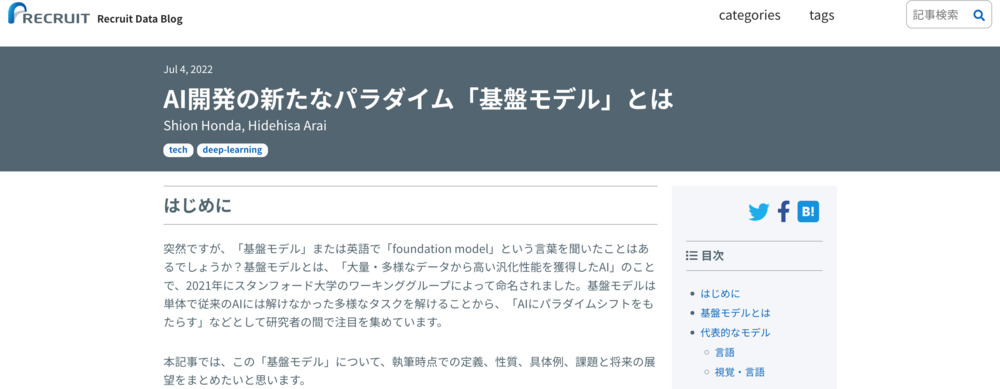 RECRUIT Recruit Data Blog
categories
tags
記事検索
Jul 4, 2022
AI開発の新たなパラダイム「基盤モデル」とは
Shion Honda, Hidehisa Arai
tech deep-learning
はじめに
突然ですが、「基盤モデル」または英語で「foundation model」という言葉を聞いたことはあ
るでしょうか？基盤モデルとは、「大量・多様なデータから高い汎化性能を獲得したAI」のこと
で、2021年にスタンフォード大学のワーキンググループによって命名されました。基盤モデルは
単体で従来のAIには解けなかった多様なタスクを解けることから、「AIにパラダイムシフトをも
たらす」などとして研究者の間で注目を集めています。
本記事では、この「基盤モデル」について、執筆時点での定義、性質、具体例、課題と将来の展
望をまとめたいと思います。
B!
目次
はじめに
基盤モデルとは
代表的なモデル
言語
視覚・言語